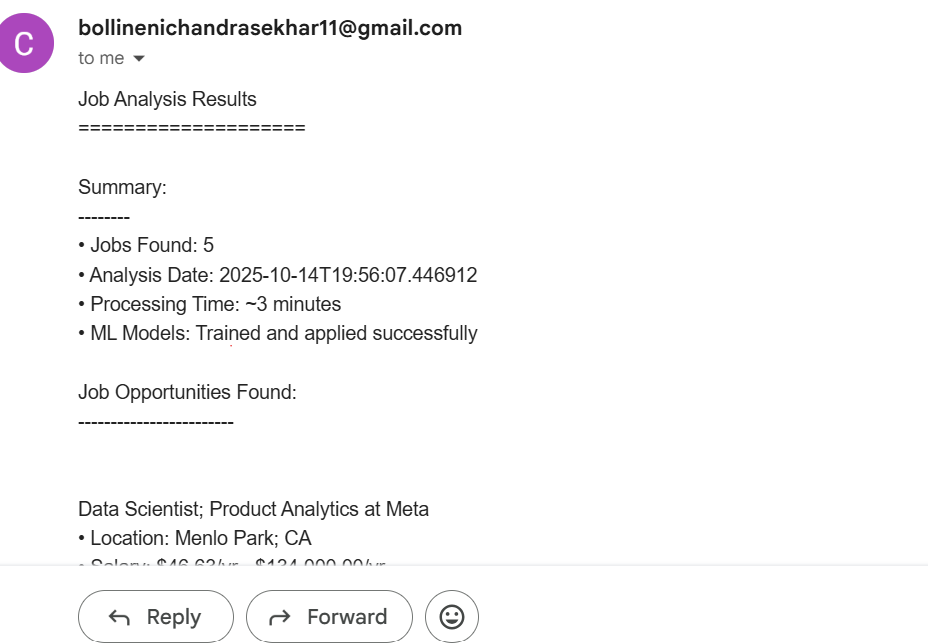 C
bollinenichandrasekhar11@gmail.com
to me
Job Analysis Results
====================
Summary:
--------
• Jobs Found: 5
• Analysis Date: 2025-10-14T19:56:07.446912
• Processing Time: ~3 minutes
• ML Models: Trained and applied successfully
Job Opportunities Found:
------------------------
Data Scientist; Product Analytics at Meta
• Location: Menlo Park; CA
• Salary: $46.63/yr - $134,000.00/yr
Reply
Forward